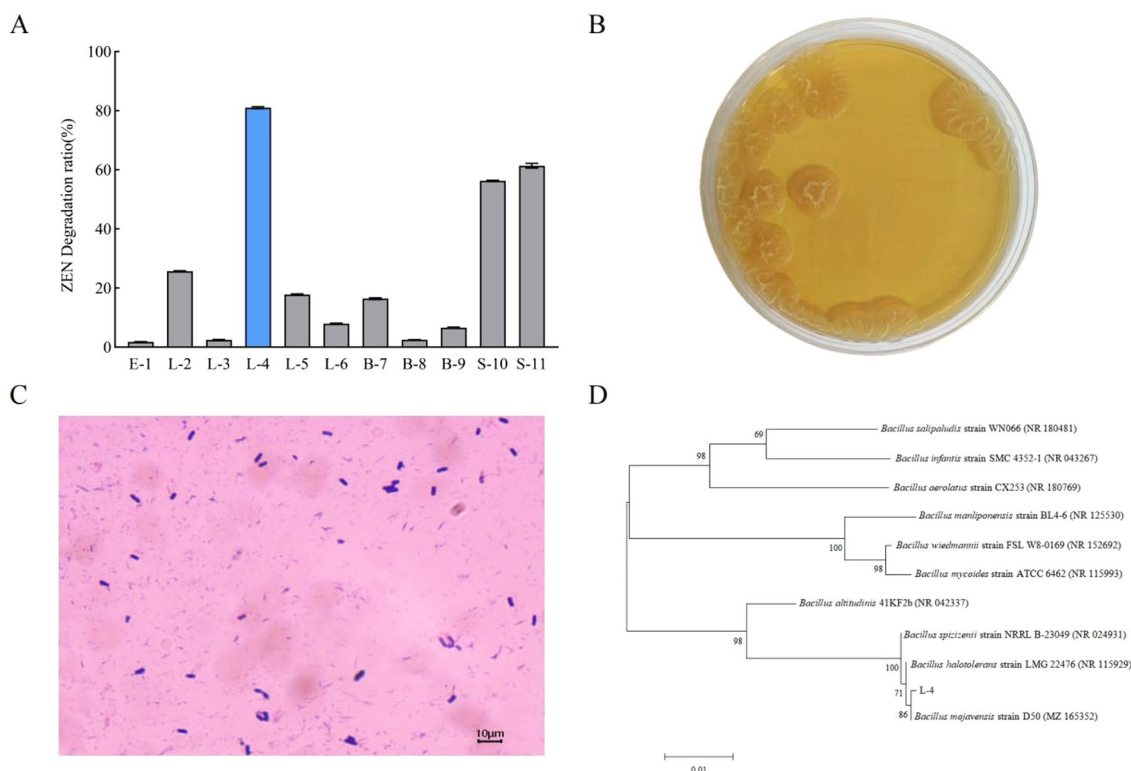 A
100
80
60
40
20
0
ZEN Degradation ratio(%)
E-1 L-2 L-3 L-4 L-5 L-6 B-7 B-8 B-9 S-10 S-11
B
C
10μm
D
Bacillus salipaludis strain WN066 (NR 180481)
69
Bacillus infantis strain SMC 4352-1 (NR 043267)
98
Bacillus aerolatus strain CX253 (NR 180769)
Bacillus manliponensis strain BL4-6 (NR 125530)
100
Bacillus wiedmannii strain FSL W8-0169 (NR 152692)
98
Bacillus mycoides strain ATCC 6462 (NR 115993)
Bacillus altitudinis 41KF2b (NR 042337)
98
Bacillus spizizenii strain NRRL B-23049 (NR 024931)
100
Bacillus halotolerans strain LMG 22476 (NR 115929)
71
L-4
86
Bacillus mojavensis strain D50 (MZ 165352)
0.01